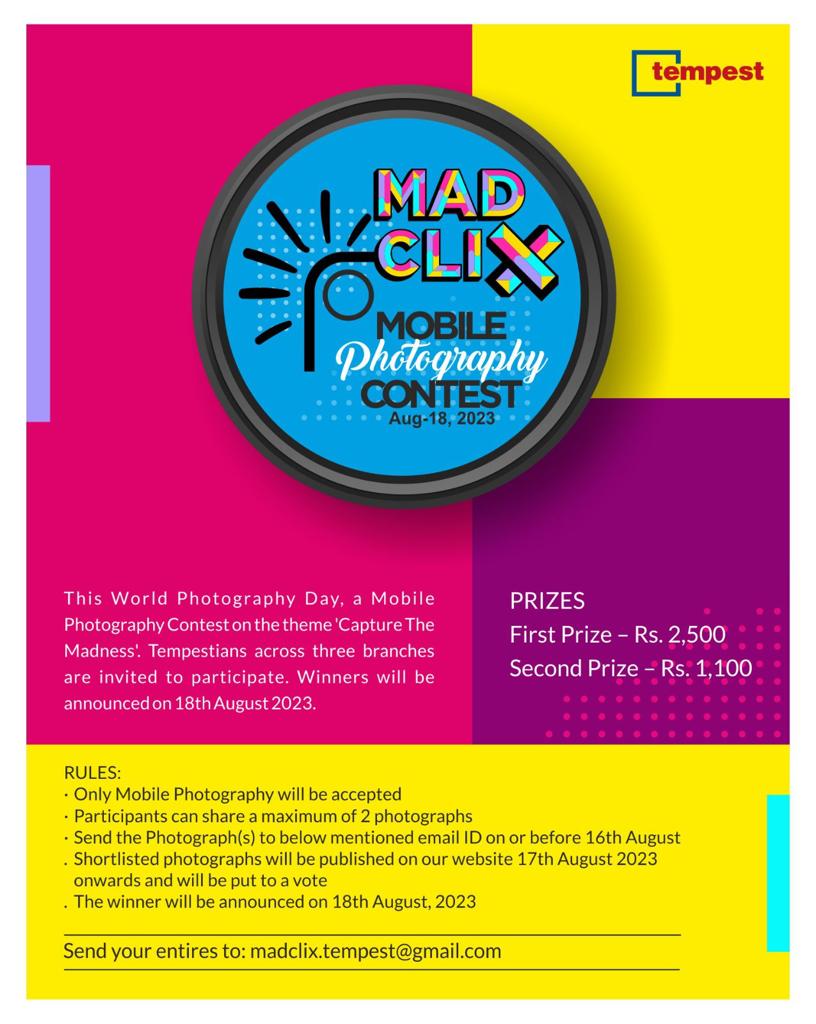 tempest
MAD
CLIX
MOBILE
Photography
CONTEST
Aug-18, 2023
This World Photography Day, a Mobile
Photography Contest on the theme 'Capture The
Madness'. Tempestians across three branches
are invited to participate. Winners will be
announced on 18th August 2023.
PRIZES
First Prize – Rs. 2,500
Second Prize – Rs. 1,100
RULES:
· Only Mobile Photography will be accepted
· Participants can share a maximum of 2 photographs
· Send the Photograph(s) to below mentioned email ID on or before 16th August
. Shortlisted photographs will be published on our website 17th August 2023
onwards and will be put to a vote
. The winner will be announced on 18th August, 2023
Send your entires to: madclix.tempest@gmail.com